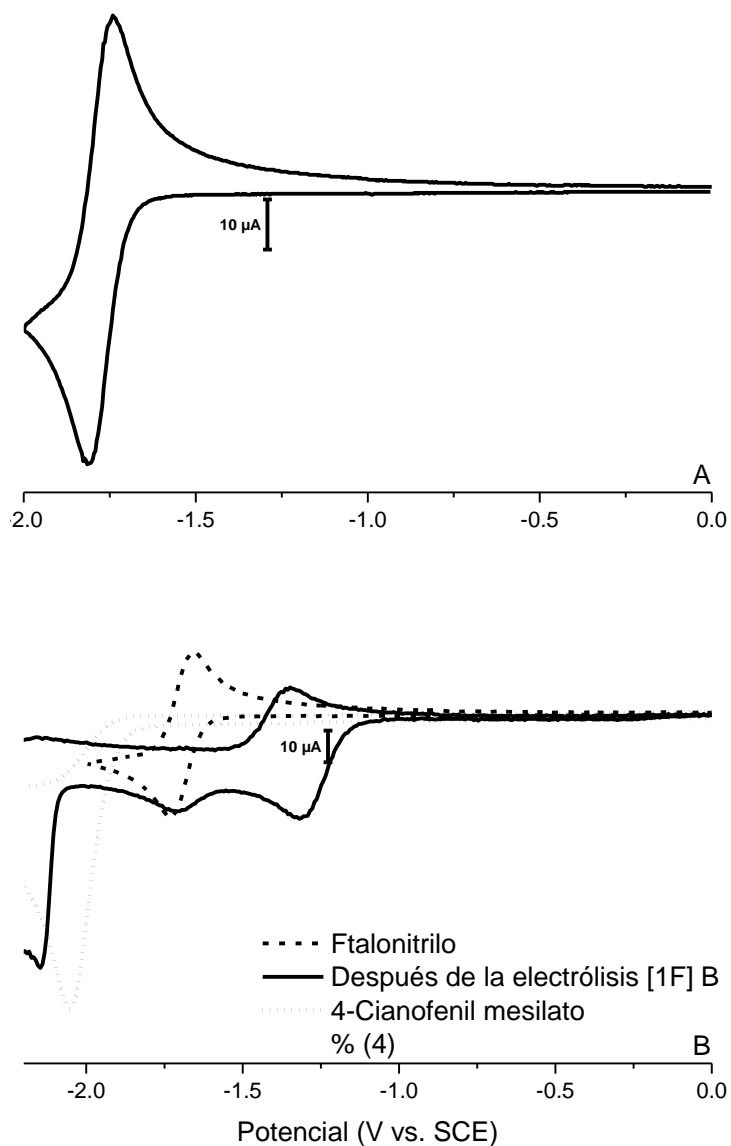 10 µA
A
-2.0 -1.5 -1.0 -0.5 0.0
10 µA
Ftalonitrilo
Después de la electrólisis [1F] B
4-Cianofenil mesilato
% (4)
B
-2.0 -1.5 -1.0 -0.5 0.0
Potencial (V vs. SCE)